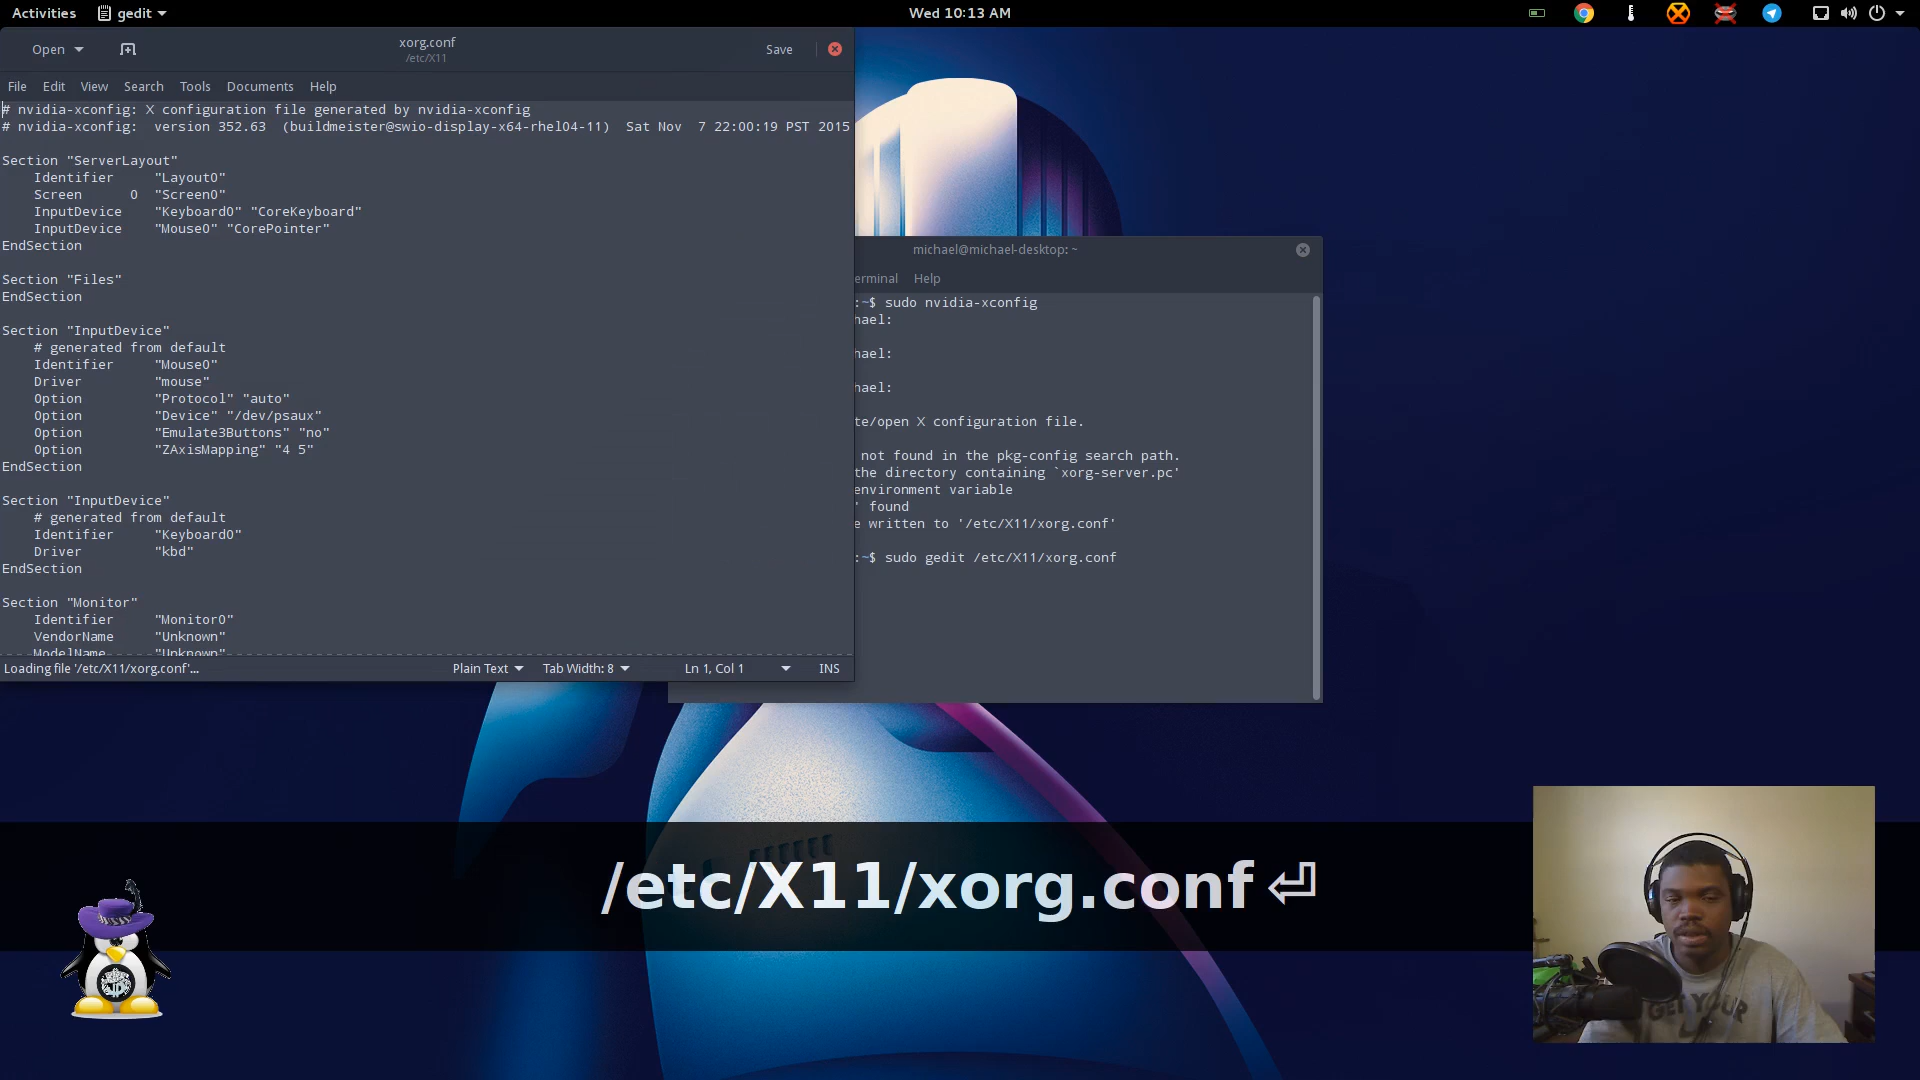 Activities gedit Wed 10:13 AM
Open xorg.conf Save
/etc/X11
File Edit View Search Tools Documents Help
# nvidia-xconfig: X configuration file generated by nvidia-xconfig
# nvidia-xconfig:  version 352.63  (buildmeister@swio-display-x64-rhel04-11)  Sat Nov  7 22:00:19 PST 2015
Section "ServerLayout"
    Identifier     "Layout0"
    Screen      0  "Screen0"
    InputDevice    "Keyboard0" "CoreKeyboard"
    InputDevice    "Mouse0" "CorePointer"
EndSection
Section "Files"
EndSection
Section "InputDevice"
    # generated from default
    Identifier     "Mouse0"
    Driver         "mouse"
    Option         "Protocol" "auto"
    Option         "Device" "/dev/psaux"
    Option         "Emulate3Buttons" "no"
    Option         "ZAxisMapping" "4 5"
EndSection
Section "InputDevice"
    # generated from default
    Identifier     "Keyboard0"
    Driver         "kbd"
EndSection
Section "Monitor"
    Identifier     "Monitor0"
    VendorName     "Unknown"
    ModelName      "Unknown"
Loading file '/etc/X11/xorg.conf'... Plain Text Tab Width: 8 Ln 1, Col 1 INS
michael@michael-desktop: ~
erminal Help
:~$ sudo nvidia-xconfig
hael:
hael:
hael:
te/open X configuration file.
not found in the pkg-config search path.
the directory containing `xorg-server.pc'
environment variable
' found
e written to '/etc/X11/xorg.conf'
:~$ sudo gedit /etc/X11/xorg.conf
/etc/X11/xorg.conf ⏎
GET YOUR